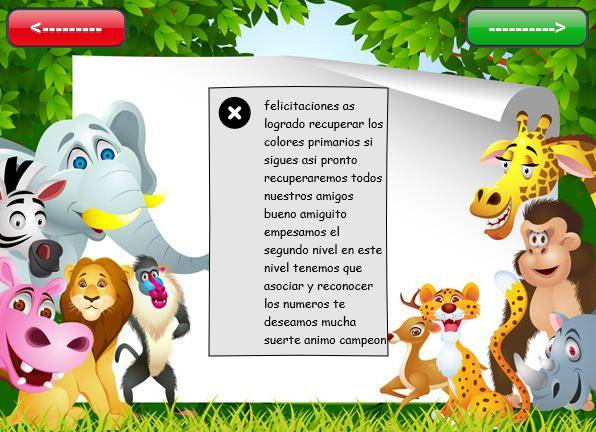 <---------
--------->
felicitaciones as
logrado recuperar los
colores primarios si
sigues asi pronto
recuperaremos todos
nuestros amigos
bueno amiguito
empesamos el
segundo nivel en este
nivel tenemos que
asociar y reconocer
los numeros te
deseamos mucha
suerte animo campeon